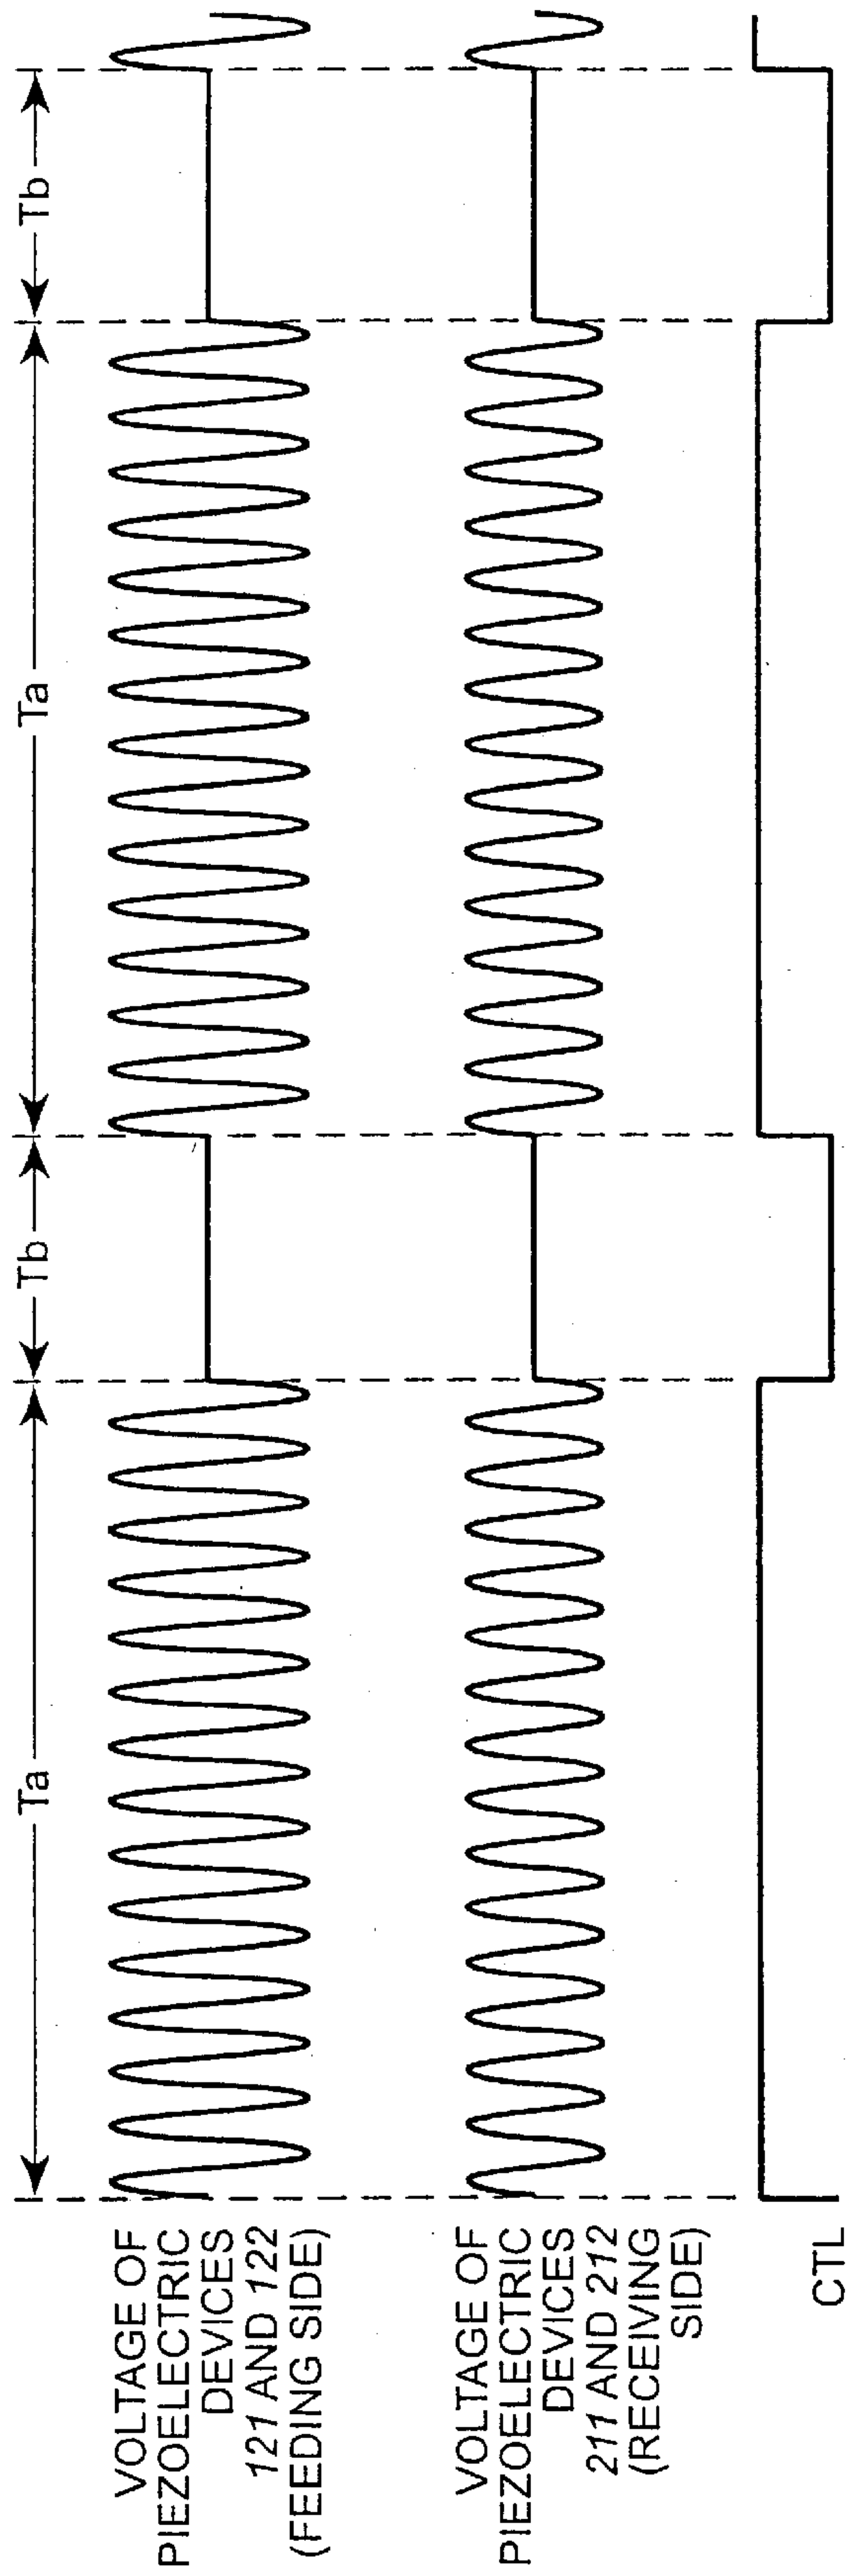 Ta
Tb
Ta
Tb
VOLTAGE OF
PIEZOELECTRIC
DEVICES
121 AND 122
(FEEDING SIDE)
VOLTAGE OF
PIEZOELECTRIC
DEVICES
211 AND 212
(RECEIVING
SIDE)
CTL